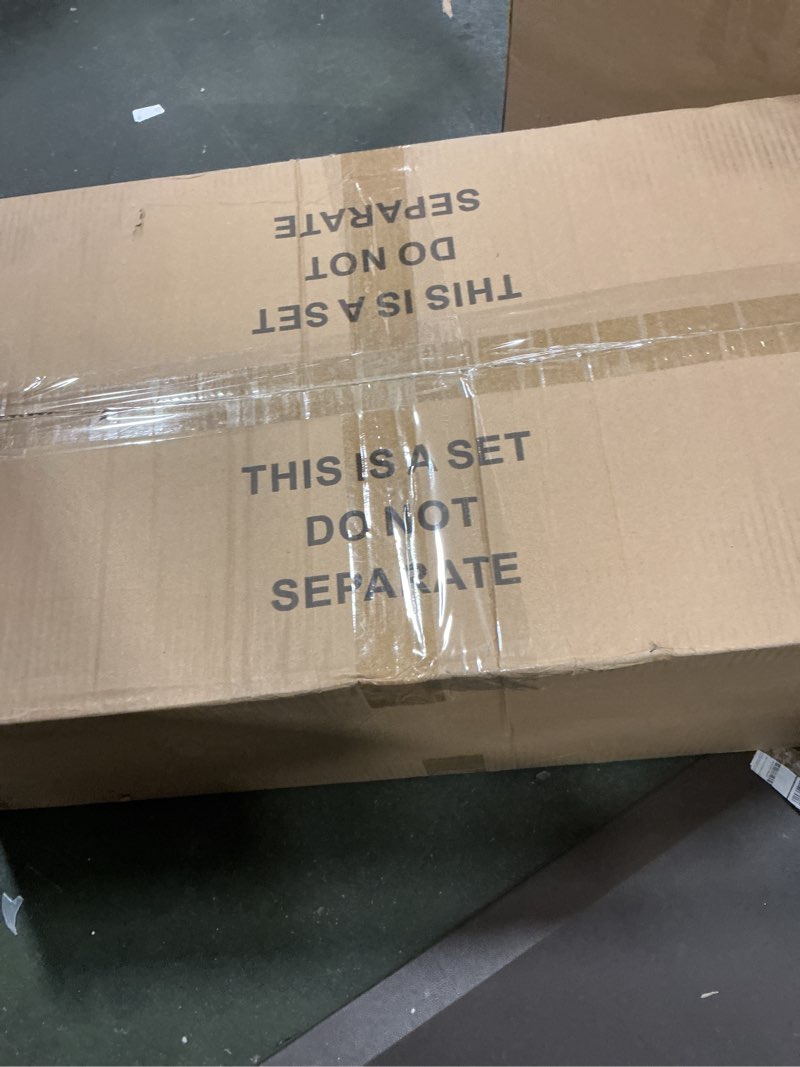 THIS IS A SET
DO NOT
SEPARATE
THIS IS A SET
DO NOT
SEPARATE